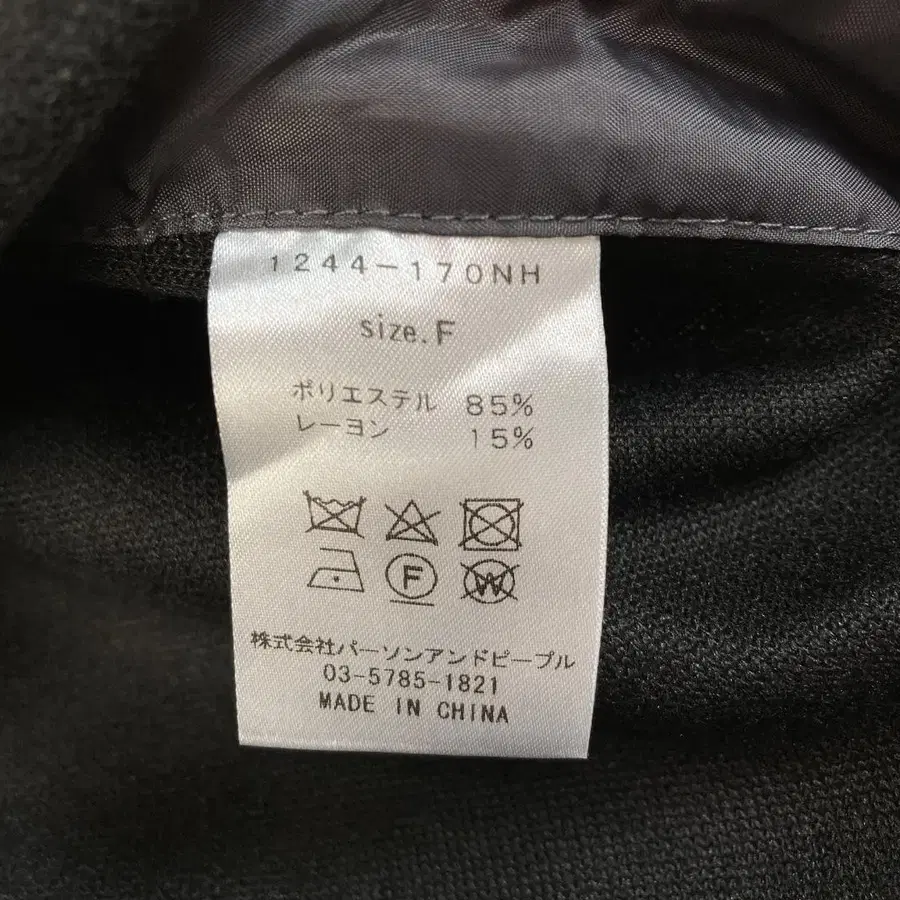 1244-170NH
size.F
ポリエステル 85%
レーヨン 15%
F W
株式会社パーソンアンドピープル
03-5785-1821
MADE IN CHINA